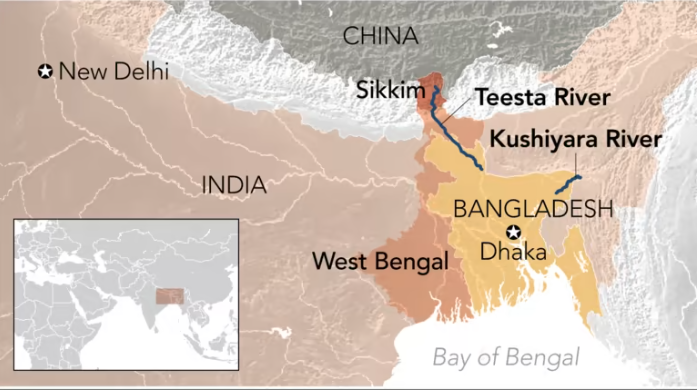 CHINA
New Delhi
Sikkim
Teesta River
Kushiyara River
INDIA
BANGLADESH
Dhaka
West Bengal
Bay of Bengal